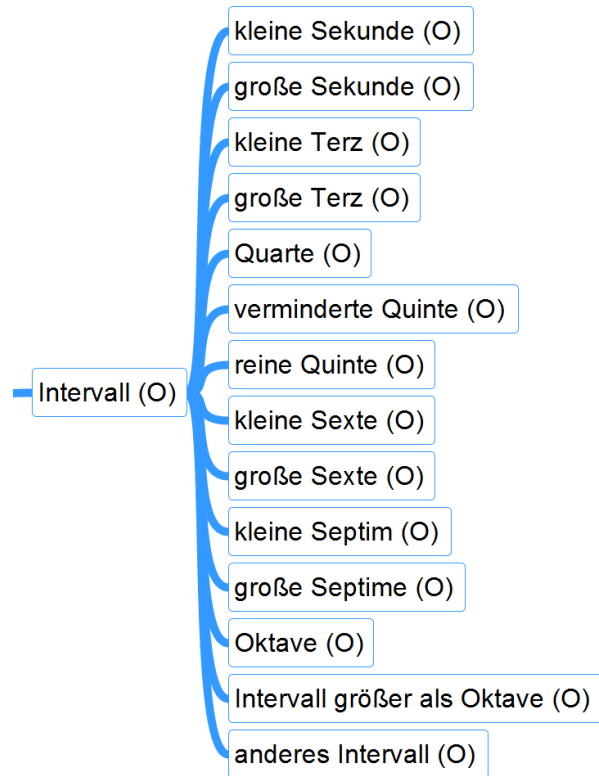 kleine Sekunde (O)
große Sekunde (O)
kleine Terz (O)
große Terz (O)
Quarte (O)
verminderte Quinte (O)
reine Quinte (O)
Intervall (O)
kleine Sexte (O)
große Sexte (O)
kleine Septim (O)
große Septime (O)
Oktave (O)
Intervall größer als Oktave (O)
anderes Intervall (O)